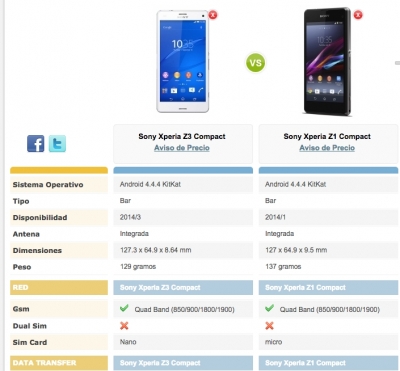 VS
Sony Xperia Z3 Compact Sony Xperia Z1 Compact
Aviso de Precio Aviso de Precio
Sistema Operativo Android 4.4.4 KitKat Android 4.4.4 KitKat
Tipo Bar Bar
Disponibilidad 2014/3 2014/1
Antena Integrada Integrada
Dimensiones 127.3 x 64.9 x 8.64 mm 127 x 64.9 x 9.5 mm
Peso 129 gramos 137 gramos
RED Sony Xperia Z3 Compact Sony Xperia Z1 Compact
Gsm Quad Band (850/900/1800/1900) Quad Band (850/900/1800/1900)
Dual Sim
Sim Card Nano micro
DATA TRANSFER Sony Xperia Z3 Compact Sony Xperia Z1 Compact